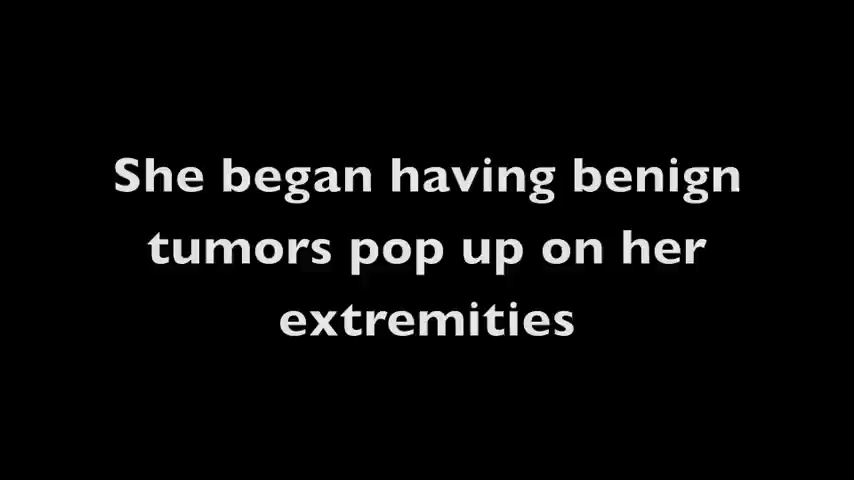 She began having benign
tumors pop up on her
extremities